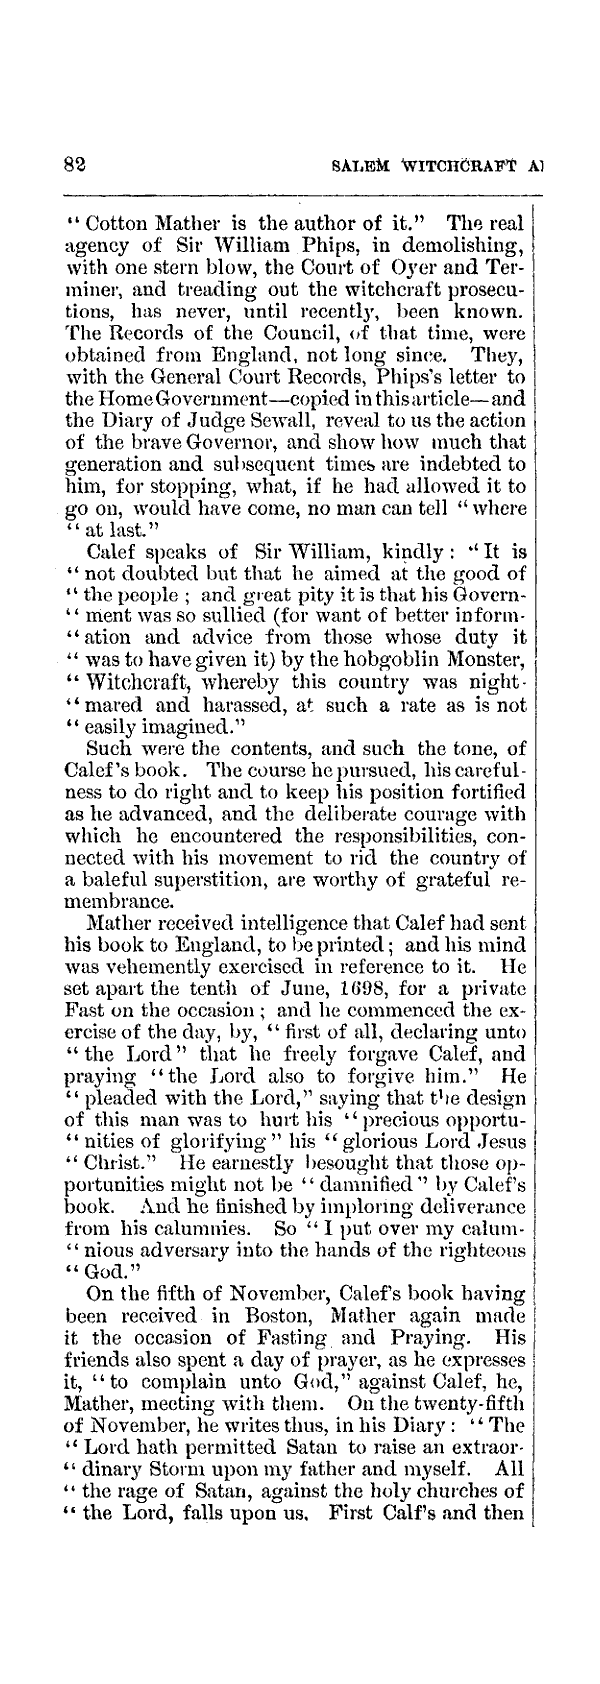 82 SALEM WITCHCRAFT A
“ Cotton Mather is the author of it.” The real
agency of Sir William Phips, in demolishing,
with one stern blow, the Court of Oyer and Ter-
miner, and treading out the witchcraft prosecu-
tions, has never, until recently, been known.
The Records of the Council, of that time, were
obtained from England, not long since. They,
with the General Court Records, Phips's letter to
the Home Government—copied in this article—and
the Diary of Judge Sewall, reveal to us the action
of the brave Governor, and show how much that
generation and subsequent times are indebted to
him, for stopping, what, if he had allowed it to
go on, would have come, no man can tell “ where
“ at last.”
Calef speaks of Sir William, kindly : “ It is
“ not doubted but that he aimed at the good of
“ the people ; and great pity it is that his Govern-
“ ment was so sullied (for want of better inform-
“ ation and advice from those whose duty it
“ was to have given it) by the hobgoblin Monster,
“ Witchcraft, whereby this country was night-
“ mared and harassed, at such a rate as is not
“ easily imagined.”
Such were the contents, and such the tone, of
Calef's book. The course he pursued, his careful-
ness to do right and to keep his position fortified
as he advanced, and the deliberate courage with
which he encountered the responsibilities, con-
nected with his movement to rid the country of
a baleful superstition, are worthy of grateful re-
membrance.
Mather received intelligence that Calef had sent
his book to England, to be printed ; and his mind
was vehemently exercised in reference to it. He
set apart the tenth of June, 1698, for a private
Fast on the occasion ; and he commenced the ex-
ercise of the day, by, “ first of all, declaring unto
“ the Lord” that he freely forgave Calef, and
praying “ the Lord also to forgive him.” He
“ pleaded with the Lord,” saying that the design
of this man was to hurt his “ precious opportu-
“ nities of glorifying” his “ glorious Lord Jesus
“ Christ.” He earnestly besought that those op-
portunities might not be “ damnified” by Calef's
book. And he finished by imploring deliverance
from his calumnies. So “ I put over my calum-
“ nious adversary into the hands of the righteous
“ God.”
On the fifth of November, Calef's book having
been received in Boston, Mather again made
it the occasion of Fasting and Praying. His
friends also spent a day of prayer, as he expresses
it, “ to complain unto God,” against Calef, he,
Mather, meeting with them. On the twenty-fifth
of November, he writes thus, in his Diary : “ The
“ Lord hath permitted Satan to raise an extraor-
“ dinary Storm upon my father and myself. All
“ the rage of Satan, against the holy churches of
“ the Lord, falls upon us. First Calf's and then